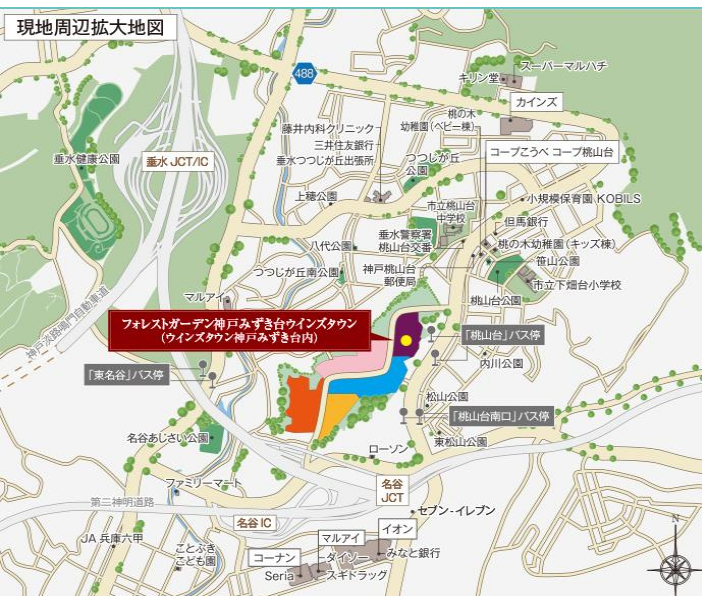 現地周辺拡大地図
488
スーパーマルハチ
キリン堂
カインズ
桃の木
幼稚園(ベビー棟)
藤井内科クリニック
三井住友銀行
垂水つつじが丘出張所
つつじが丘
公園
コープこうべ コープ桃山台
垂水健康公園
垂水 JCT/IC
上穂公園
市立桃山台
中学校
小規模保育園 KOBILS
但馬銀行
垂水警察署
桃山台交番
八代公園
桃の木幼稚園(キッズ棟)
笹山公園
つつじが丘南公園
神戸桃山台
郵便局
市立下畑台小学校
桃山台公園
マルアイ
神戸淡路鳴門自動車道
フォレストガーデン神戸みずき台ウインズタウン
(ウインズタウン神戸みずき台内)
「桃山台」バス停
内川公園
「東名谷」バス停
松山公園
「桃山台南口」バス停
名谷あじさい公園
東松山公園
ローソン
ファミリーマート
名谷
JCT
第二神明道路
セブン-イレブン
名谷 IC
イオン
マルアイ
JA 兵庫六甲
ことぶき
こども園
コーナン
ダイソー
みなと銀行
Seria
スギドラッグ
N